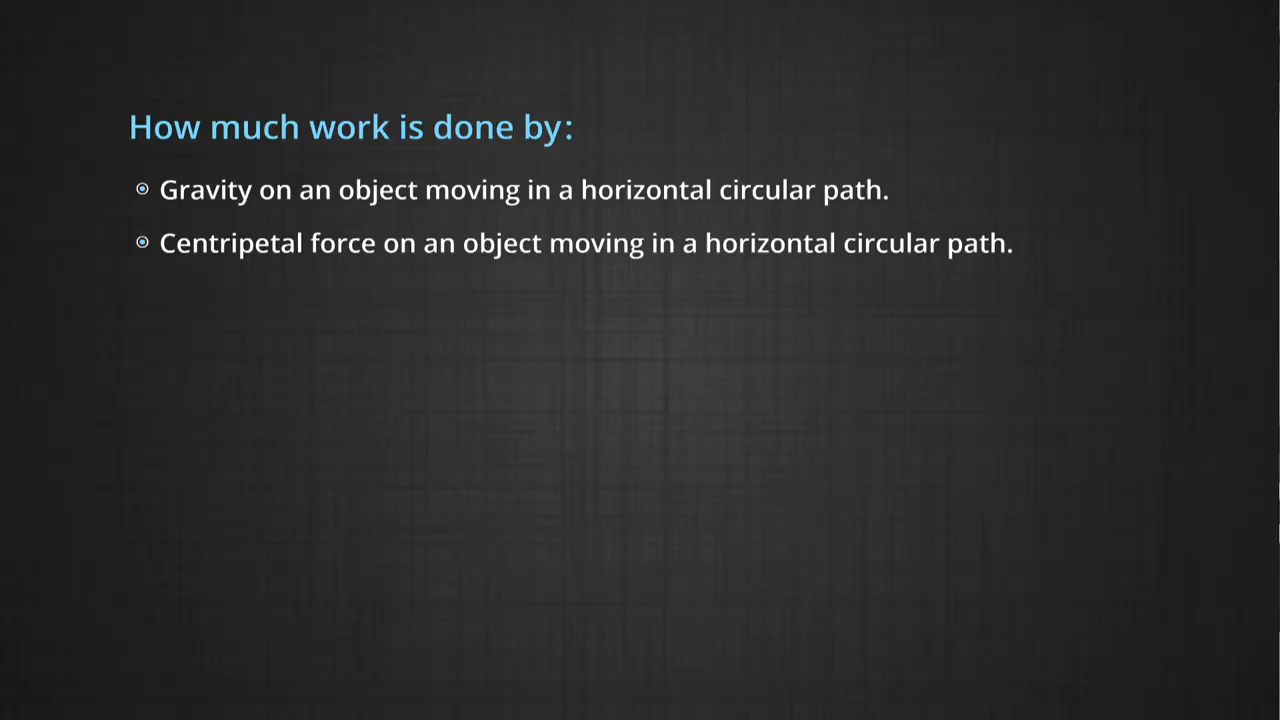 How much work is done by:
Gravity on an object moving in a horizontal circular path.
Centripetal force on an object moving in a horizontal circular path.